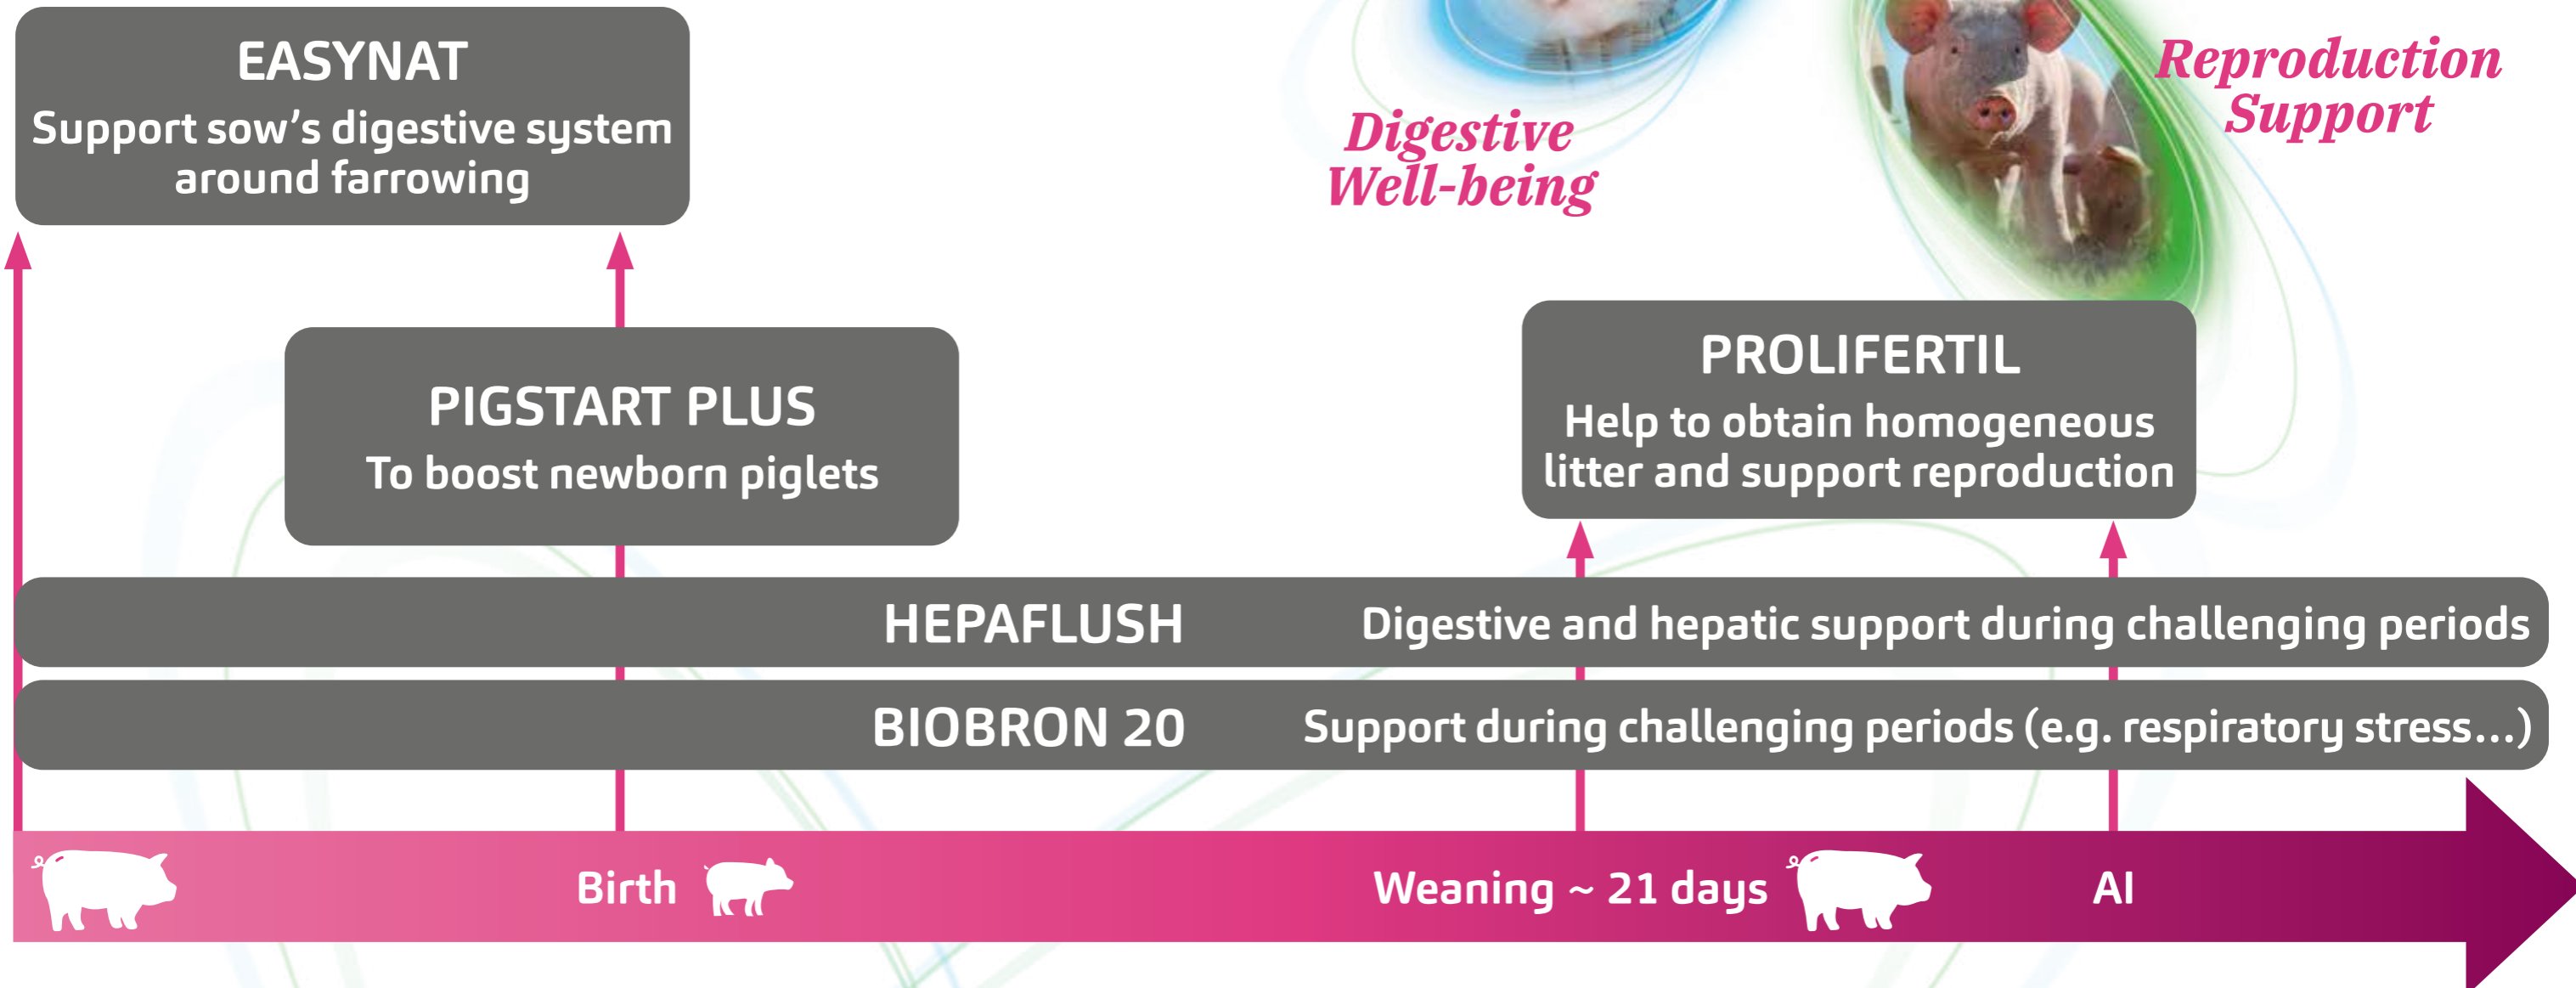 EASYNAT
Support sow's digestive system
around farrowing
Digestive
Well-being
Reproduction
Support
PIGSTART PLUS
To boost newborn piglets
PROLIFERTIL
Help to obtain homogeneous
litter and support reproduction
HEPAFLUSH Digestive and hepatic support during challenging periods
BIOBRON 20 Support during challenging periods (e.g. respiratory stress...)
Birth Weaning ~ 21 days AI